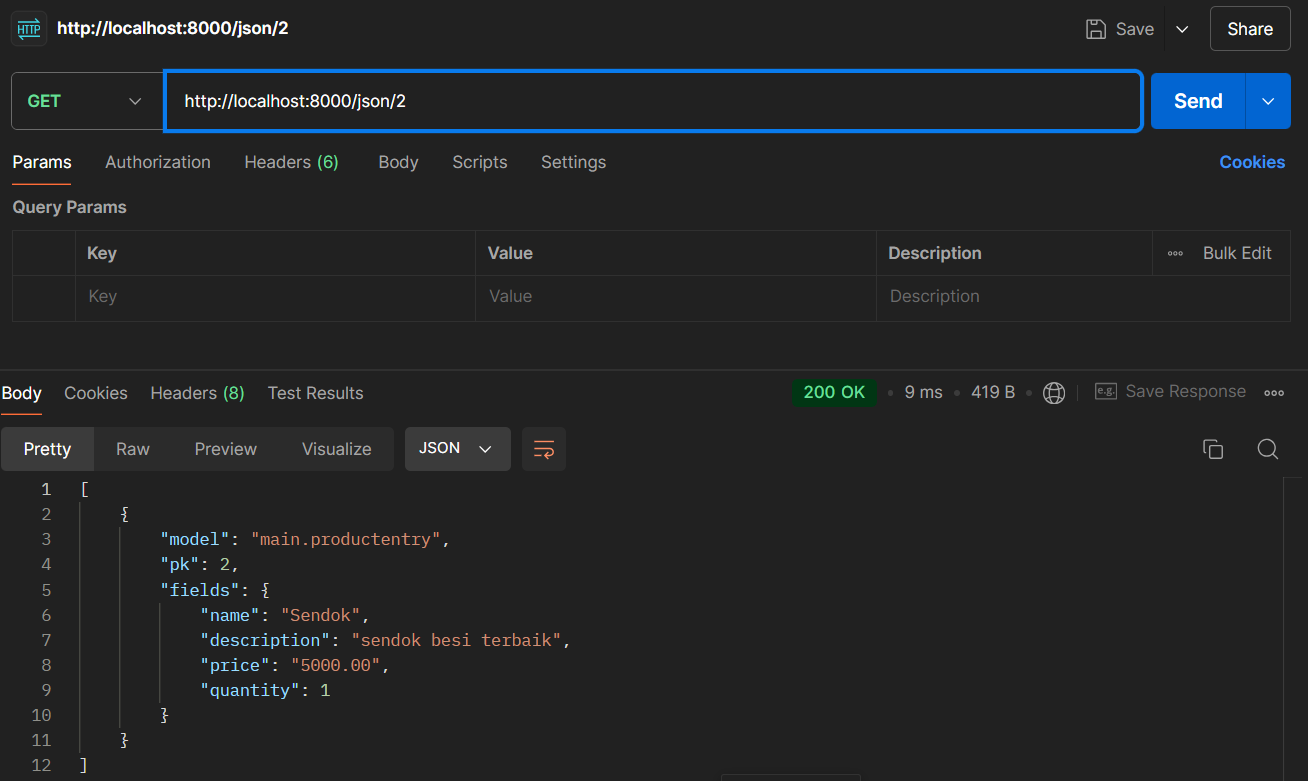 HTTP http://localhost:8000/json/2 Save Share
GET http://localhost:8000/json/2 Send
Params Authorization Headers (6) Body Scripts Settings Cookies
Query Params
Key Value Description Bulk Edit
Key Value Description
Body Cookies Headers (8) Test Results 200 OK 9 ms 419 B e.g. Save Response
Pretty Raw Preview Visualize JSON
1 [
2 {
3 "model": "main.productentry",
4 "pk": 2,
5 "fields": {
6 "name": "Sendok",
7 "description": "sendok besi terbaik",
8 "price": "5000.00",
9 "quantity": 1
10 }
11 }
12 ]